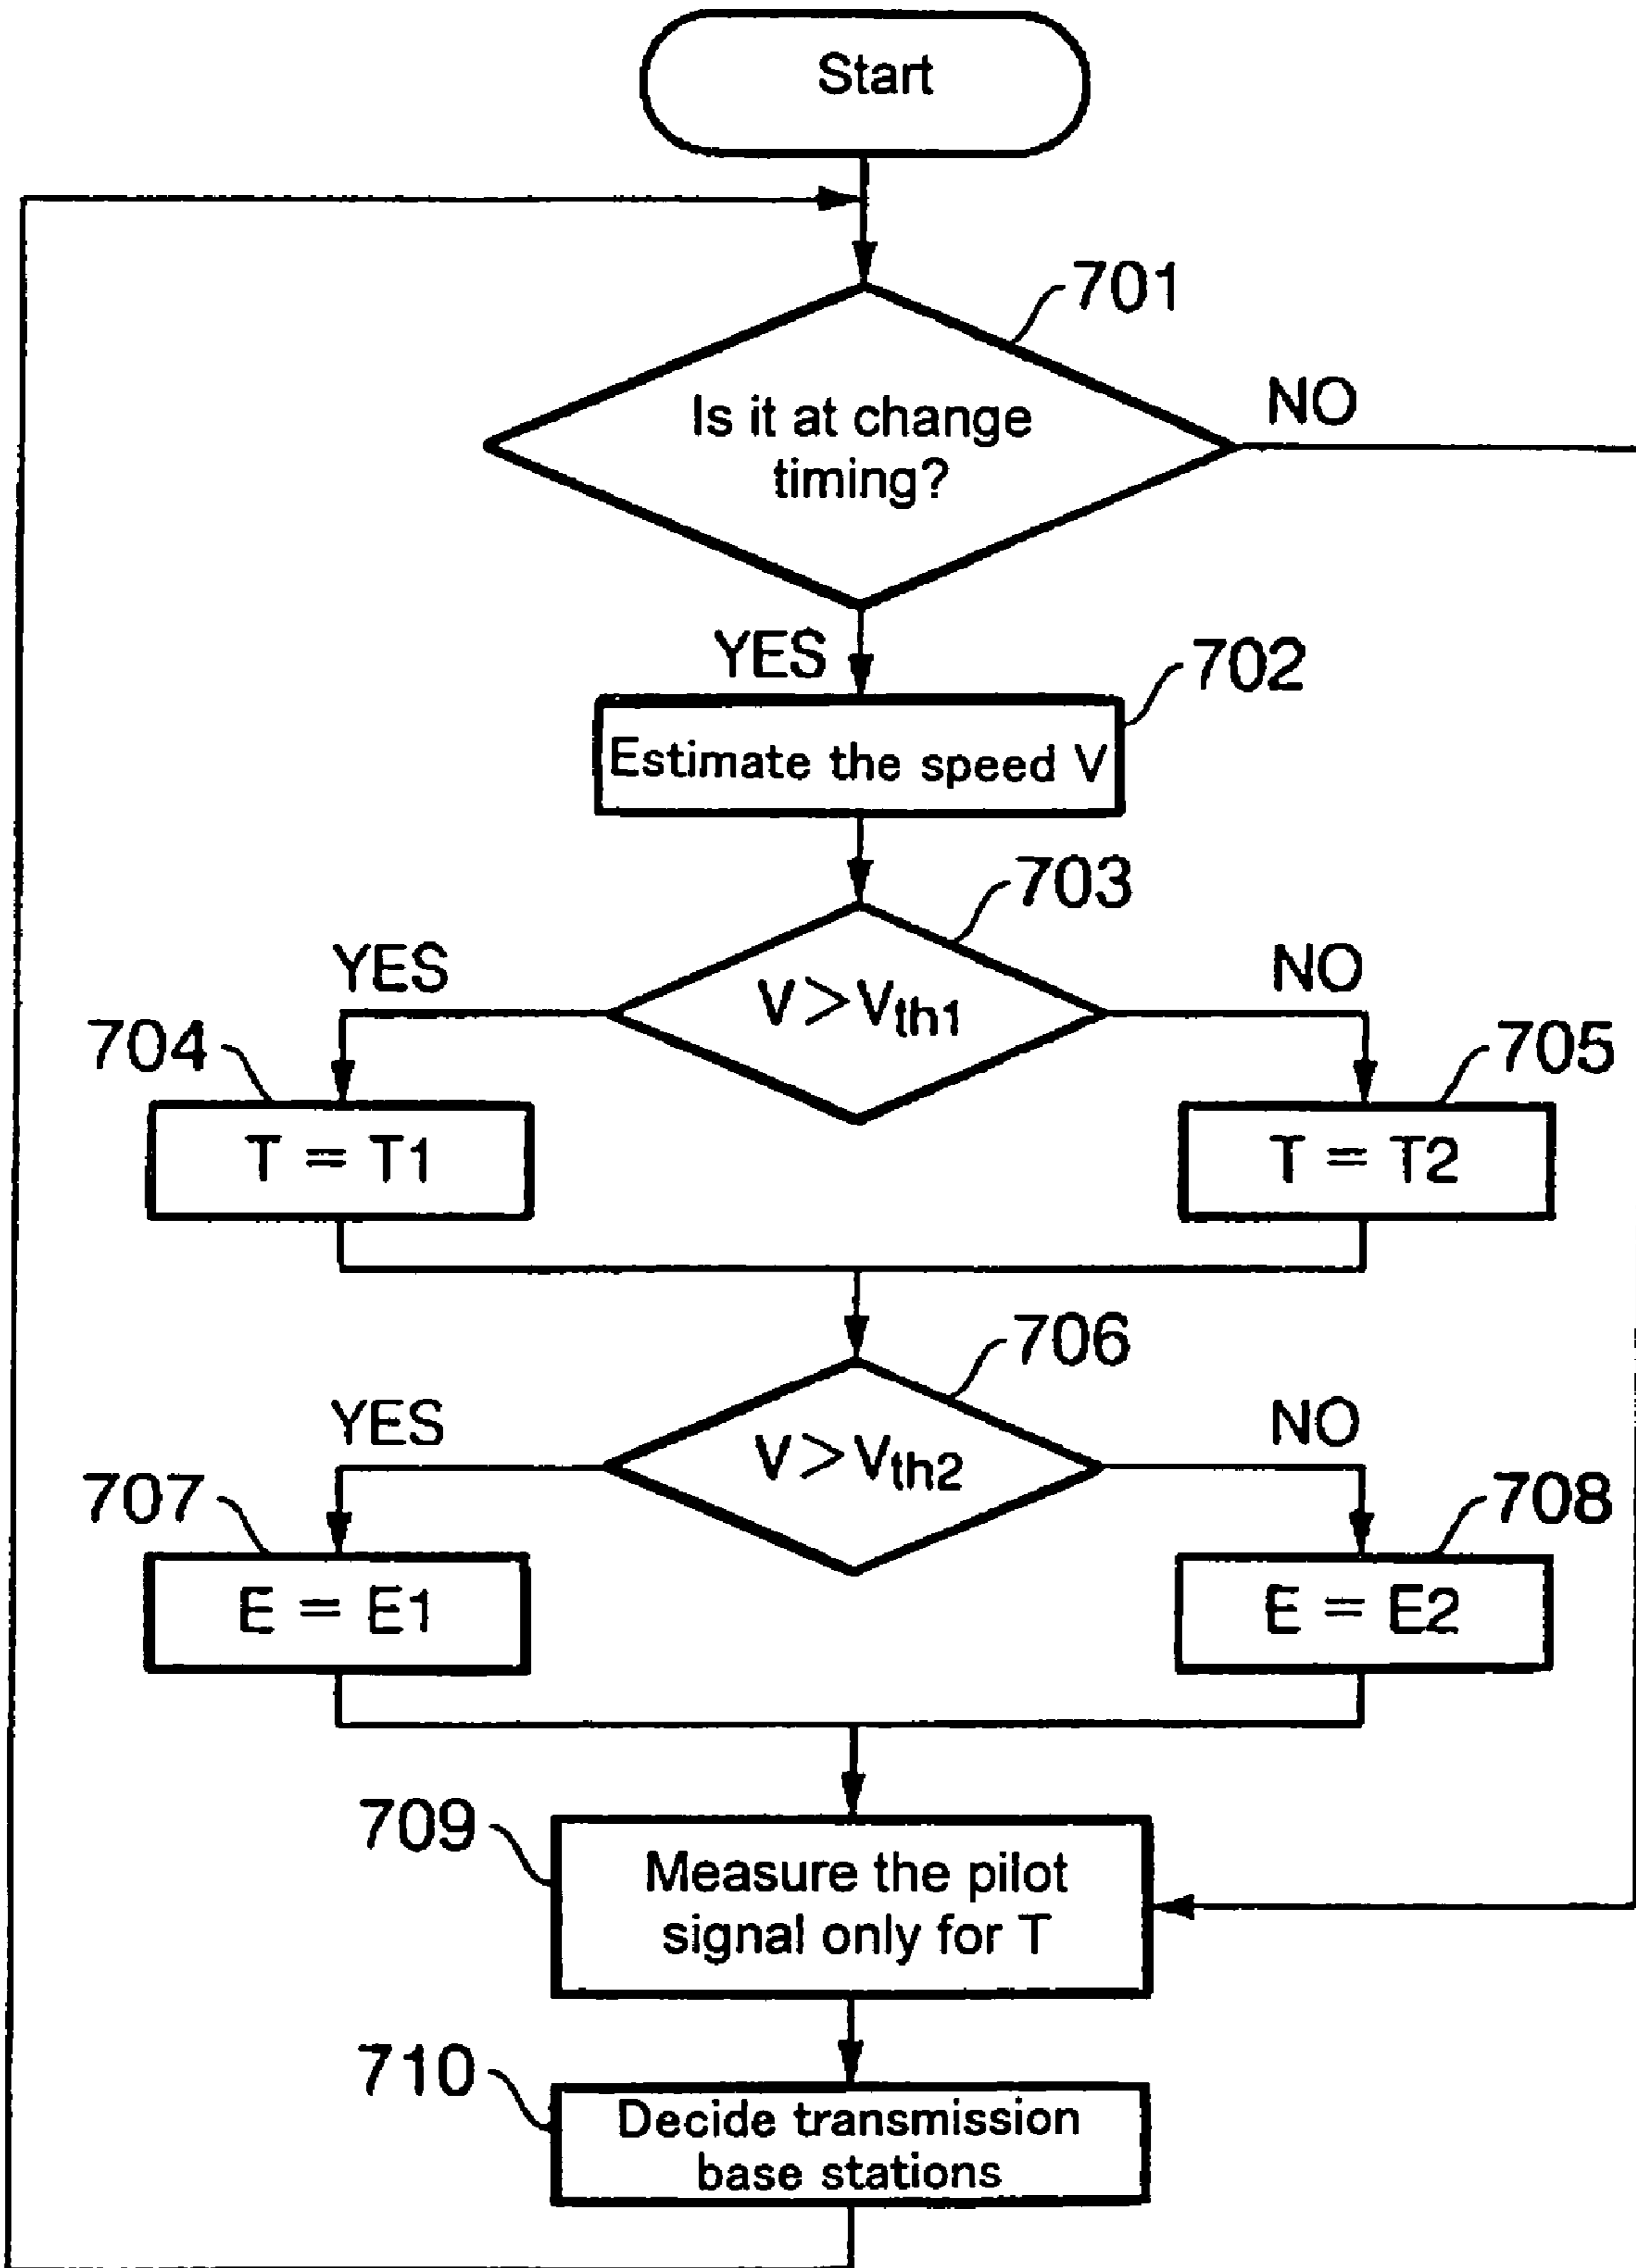 Start
701
Is it at change
timing?
NO
YES
702
Estimate the speed V
703
YES
V>Vth1
NO
704
T = T1
705
T = T2
706
YES
V>Vth2
NO
707
E = E1
708
E = E2
709
Measure the pilot
signal only for T
710
Decide transmission
base stations